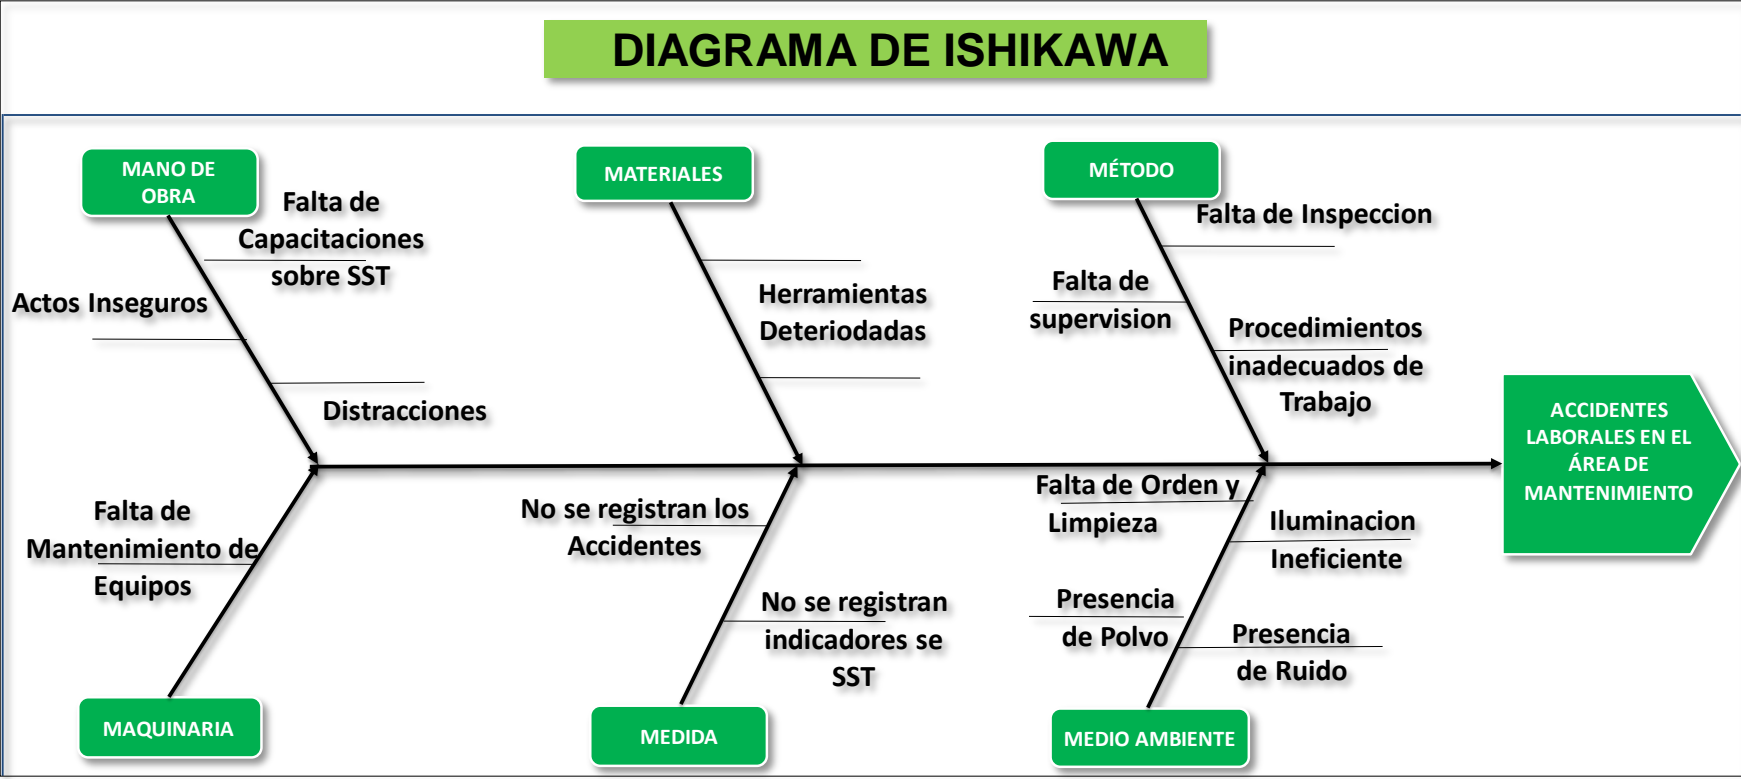 DIAGRAMA DE ISHIKAWA
MANO DE
OBRA
Falta de
Capacitaciones
sobre SST
Actos Inseguros
Distracciones
MATERIALES
Herramientas
Deteriodadas
MÉTODO
Falta de Inspeccion
Falta de
supervision
Procedimientos
inadecuados de
Trabajo
ACCIDENTES
LABORALES EN EL
ÁREA DE
MANTENIMIENTO
Falta de
Mantenimiento de
Equipos
MAQUINARIA
No se registran los
Accidentes
No se registran
indicadores se
SST
MEDIDA
Falta de Orden y
Limpieza
Iluminacion
Ineficiente
Presencia
de Polvo
Presencia
de Ruido
MEDIO AMBIENTE